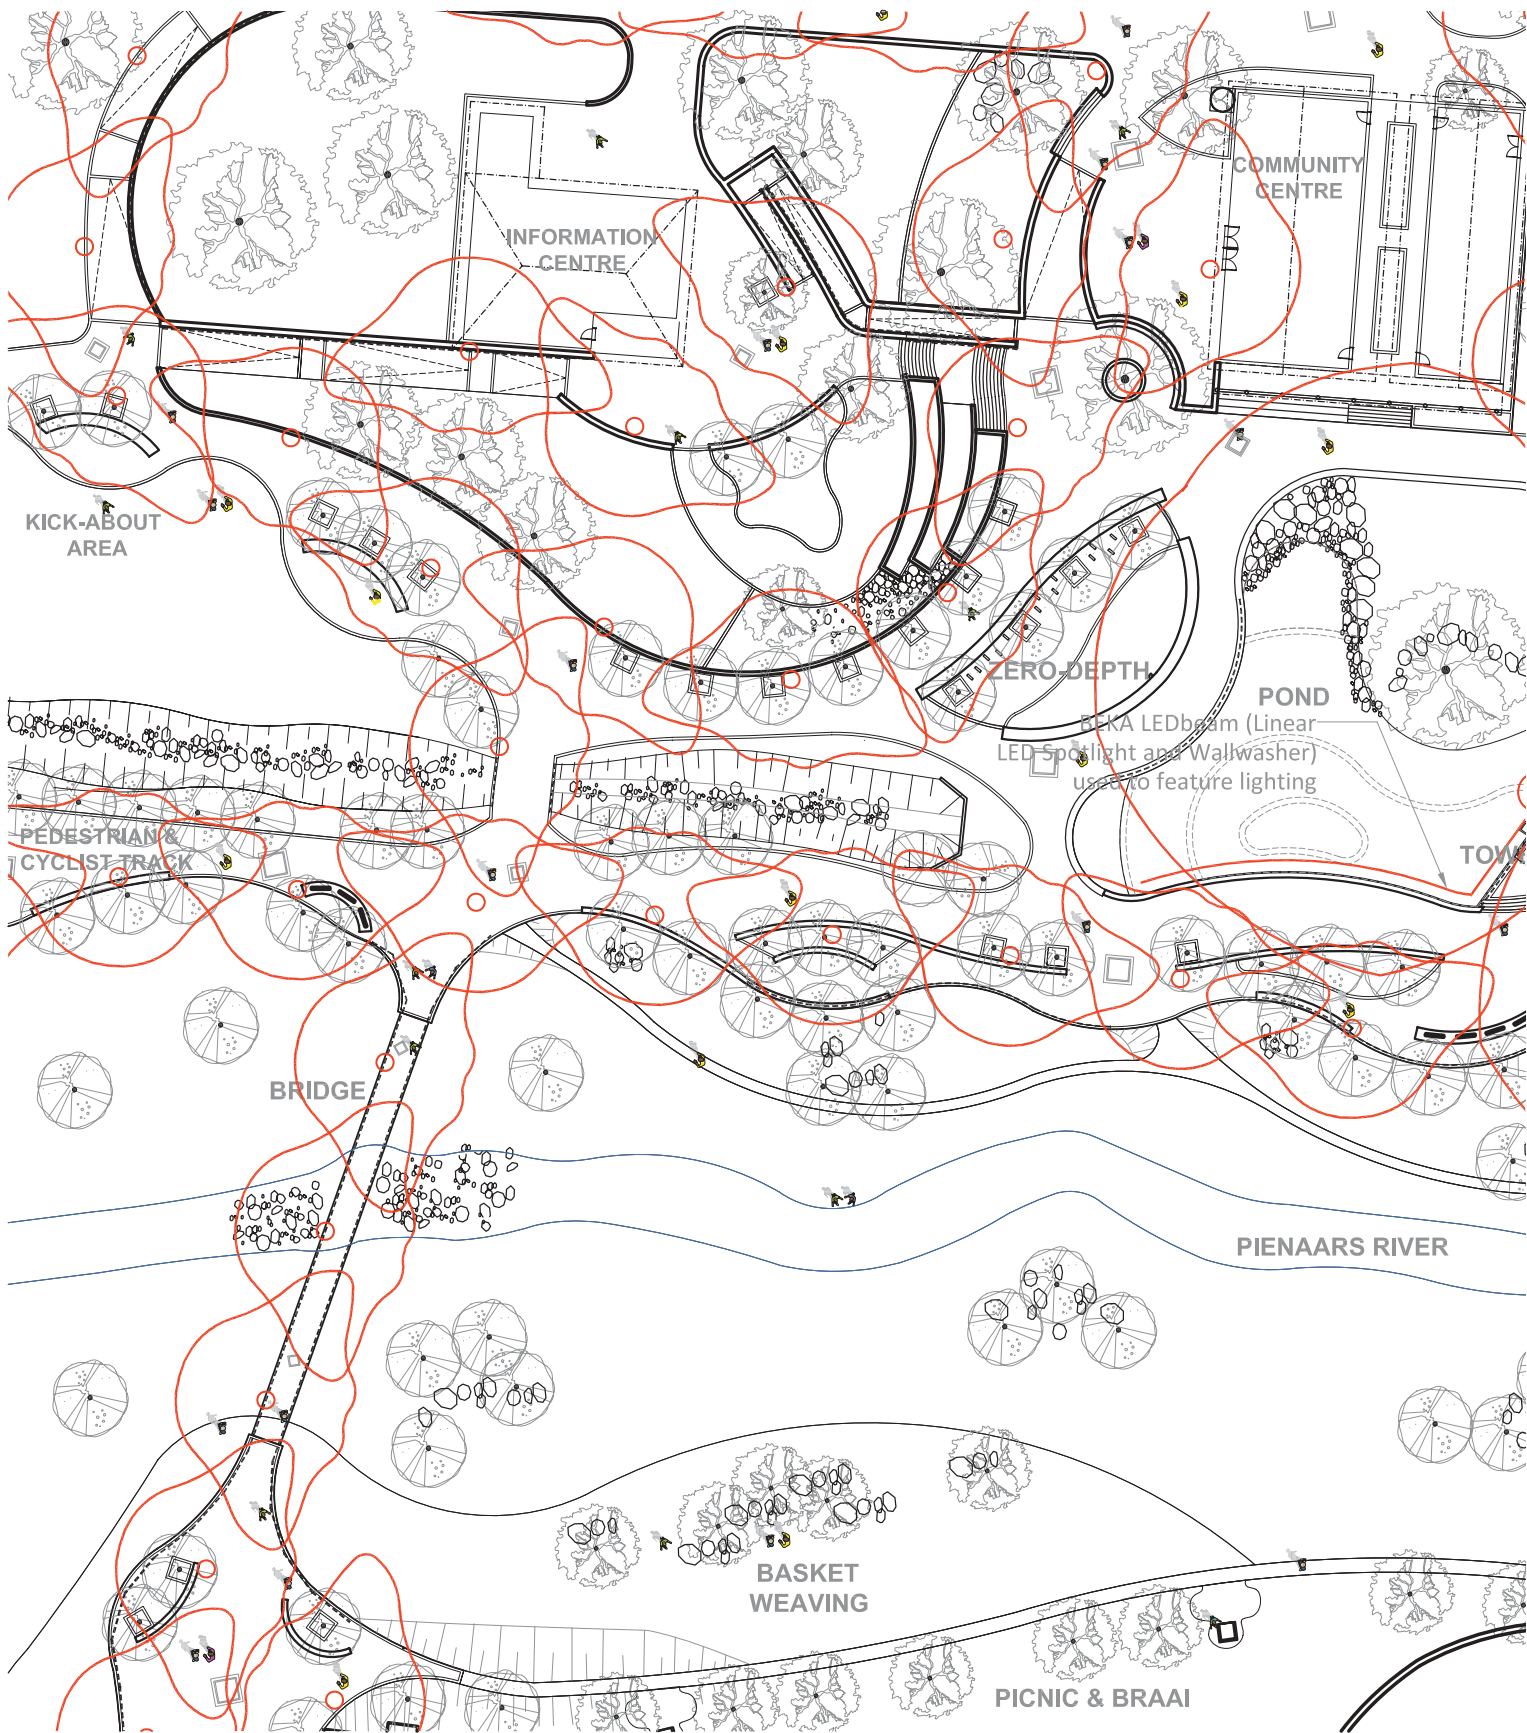 COMMUNITY
CENTRE
INFORMATION
CENTRE
KICK-ABOUT
AREA
ZERO-DEPTH
POND
BEKA LEDbeam (Linear
LED Spotlight and Wallwasher)
used to feature lighting
PEDESTRIAN &
CYCLIST TRACK
BRIDGE
PIENAARS RIVER
BASKET
WEAVING
PICNIC & BRAAI